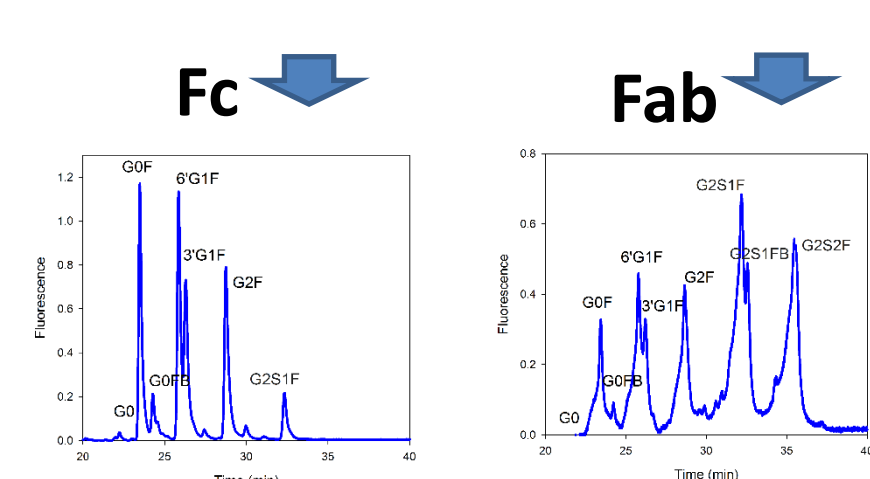 Fc
Fab
G0F
6'G1F
3'G1F
G2F
G0FB
G2S1F
G0
1.2
1.0
0.8
0.6
0.4
0.2
0.0
20
25
30
35
40
Fluorescence
Time (min)
G2S1F
G2S1FB
G2S2F
6'G1F
G2F
G0F
3'G1F
G0FB
G0
0.8
0.6
0.4
0.2
0.0
20
25
30
35
40
Fluorescence
Time (min)